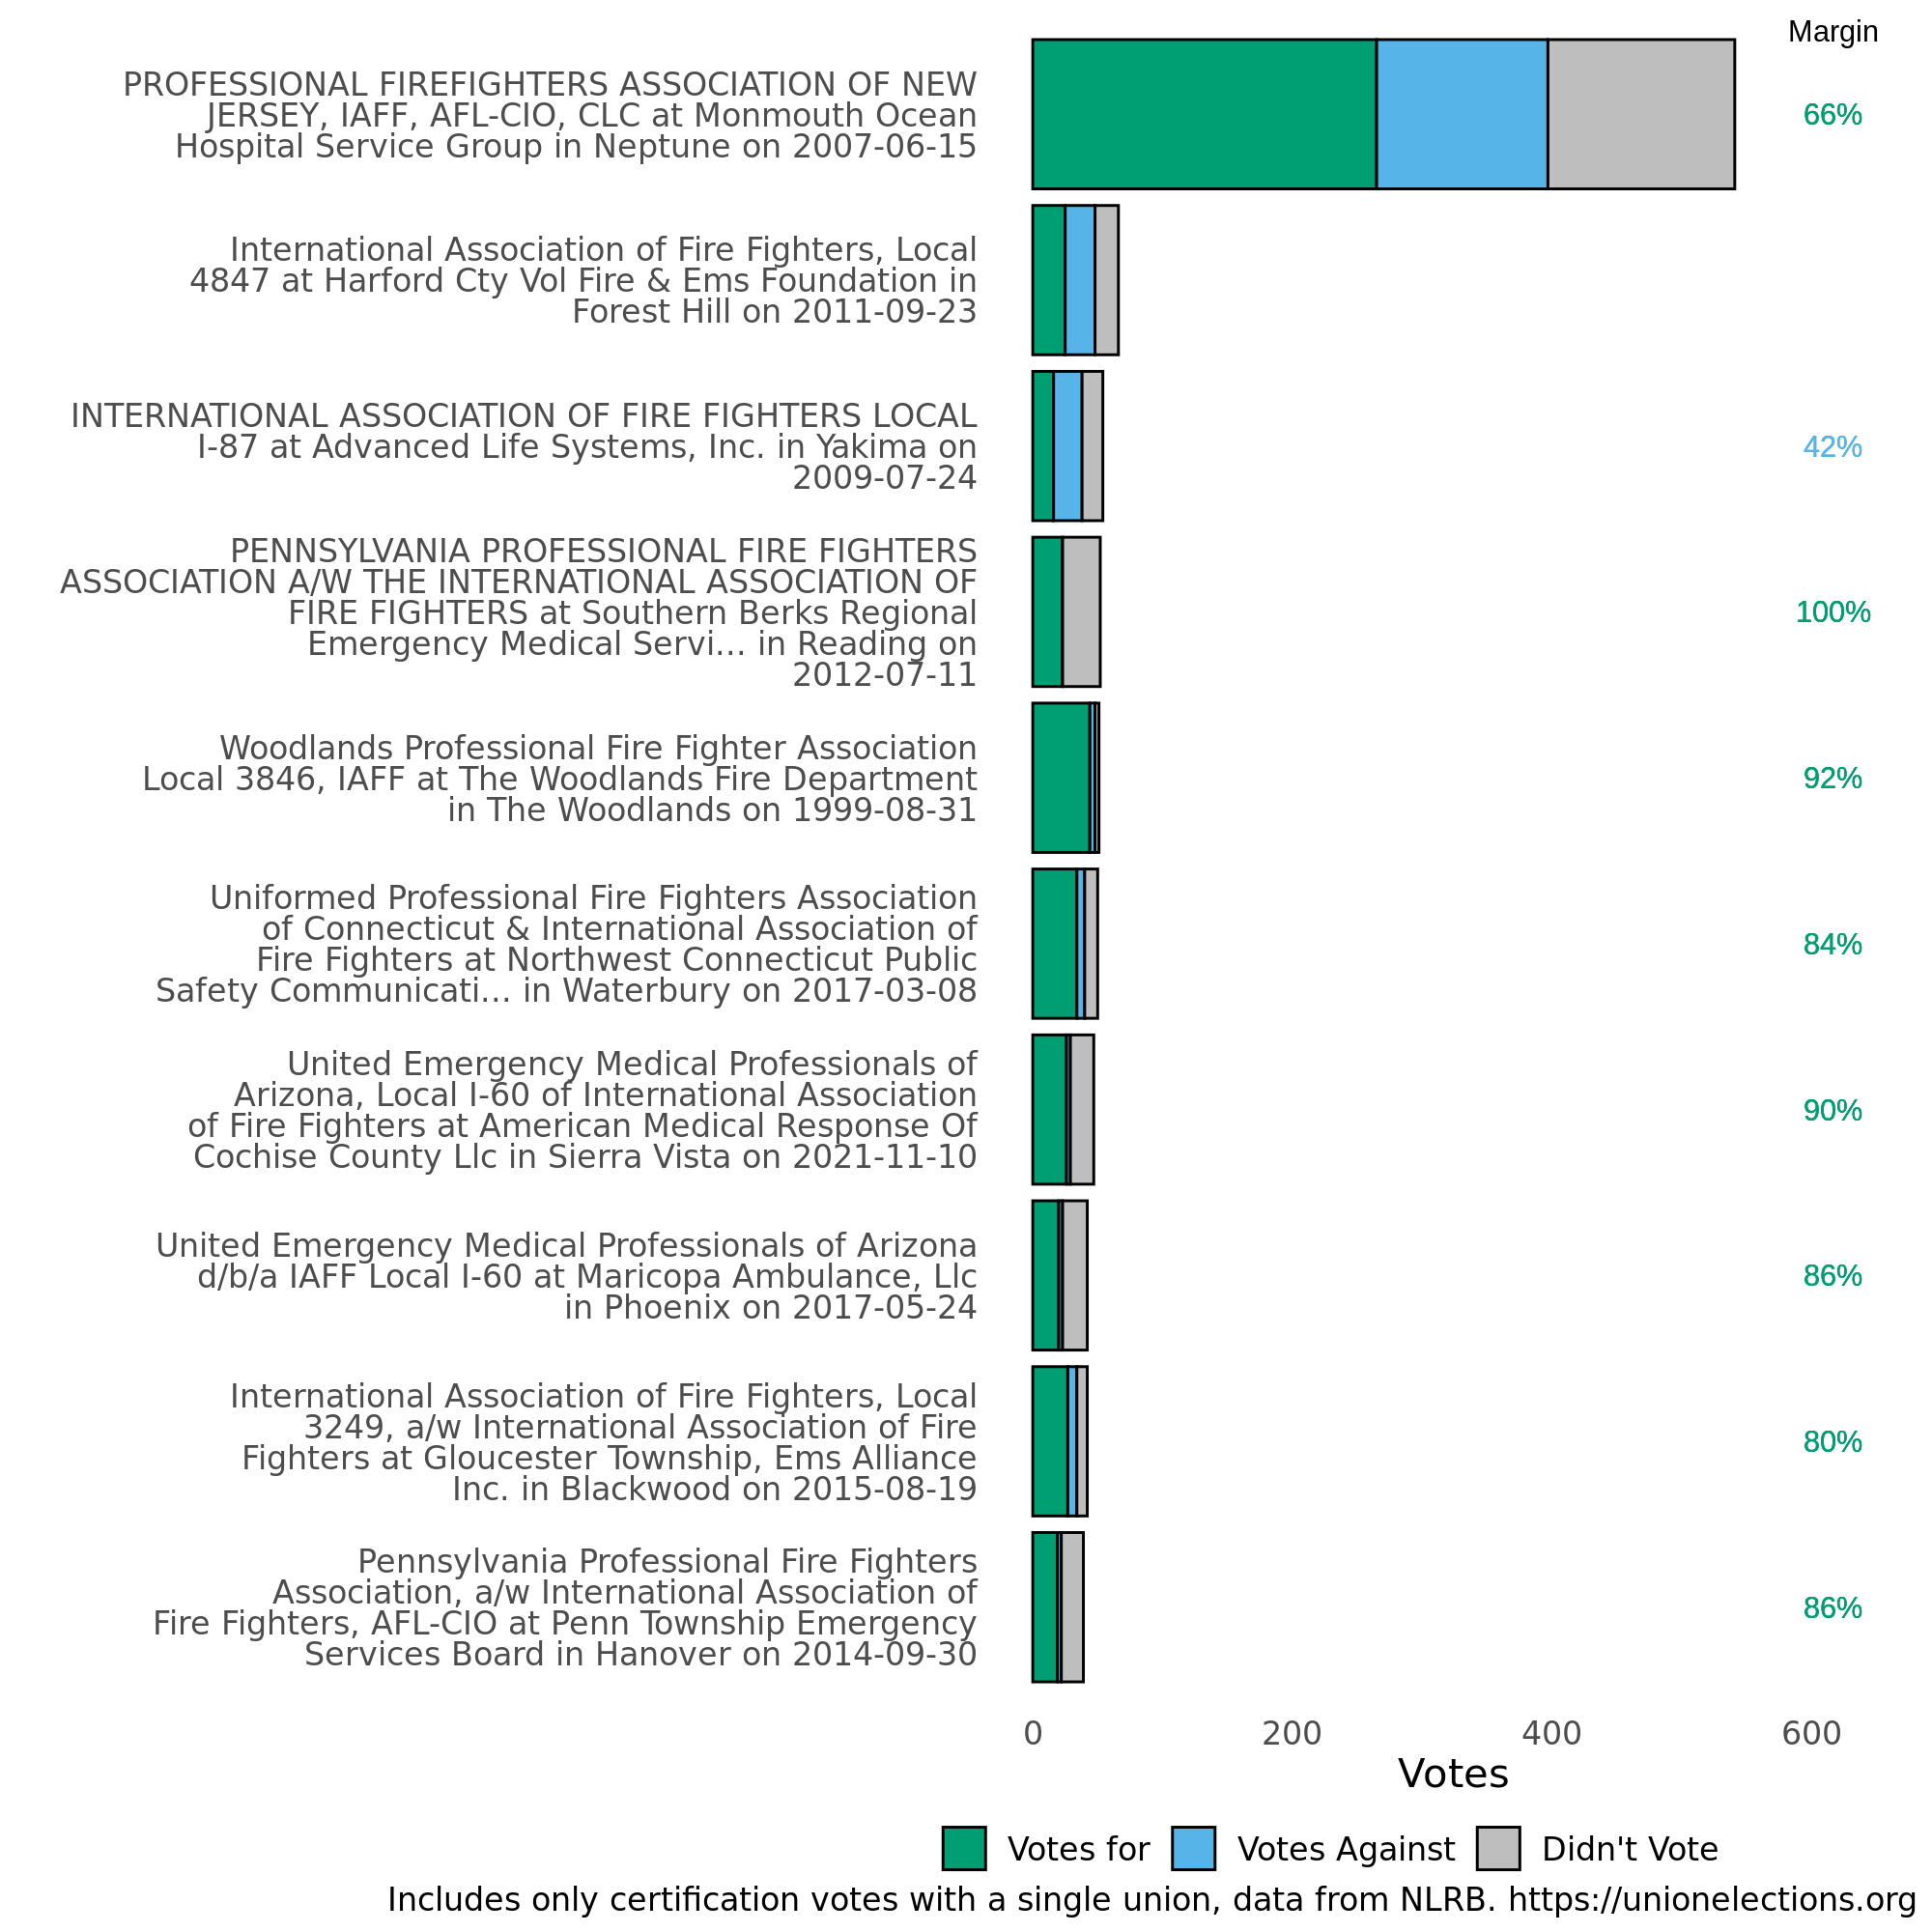 Margin
PROFESSIONAL FIREFIGHTERS ASSOCIATION OF NEW
JERSEY, IAFF, AFL-CIO, CLC at Monmouth Ocean
Hospital Service Group in Neptune on 2007-06-15
66%
International Association of Fire Fighters, Local
4847 at Harford Cty Vol Fire & Ems Foundation in
Forest Hill on 2011-09-23
INTERNATIONAL ASSOCIATION OF FIRE FIGHTERS LOCAL
I-87 at Advanced Life Systems, Inc. in Yakima on
2009-07-24
42%
PENNSYLVANIA PROFESSIONAL FIRE FIGHTERS
ASSOCIATION A/W THE INTERNATIONAL ASSOCIATION OF
FIRE FIGHTERS at Southern Berks Regional
Emergency Medical Servi... in Reading on
2012-07-11
100%
Woodlands Professional Fire Fighter Association
Local 3846, IAFF at The Woodlands Fire Department
in The Woodlands on 1999-08-31
92%
Uniformed Professional Fire Fighters Association
of Connecticut & International Association of
Fire Fighters at Northwest Connecticut Public
Safety Communicati... in Waterbury on 2017-03-08
84%
United Emergency Medical Professionals of
Arizona, Local I-60 of International Association
of Fire Fighters at American Medical Response Of
Cochise County Llc in Sierra Vista on 2021-11-10
90%
United Emergency Medical Professionals of Arizona
d/b/a IAFF Local I-60 at Maricopa Ambulance, Llc
in Phoenix on 2017-05-24
86%
International Association of Fire Fighters, Local
3249, a/w International Association of Fire
Fighters at Gloucester Township, Ems Alliance
Inc. in Blackwood on 2015-08-19
80%
Pennsylvania Professional Fire Fighters
Association, a/w International Association of
Fire Fighters, AFL-CIO at Penn Township Emergency
Services Board in Hanover on 2014-09-30
86%
0 200 400 600
Votes
Votes for Votes Against Didn't Vote
Includes only certification votes with a single union, data from NLRB. https://unionelections.org